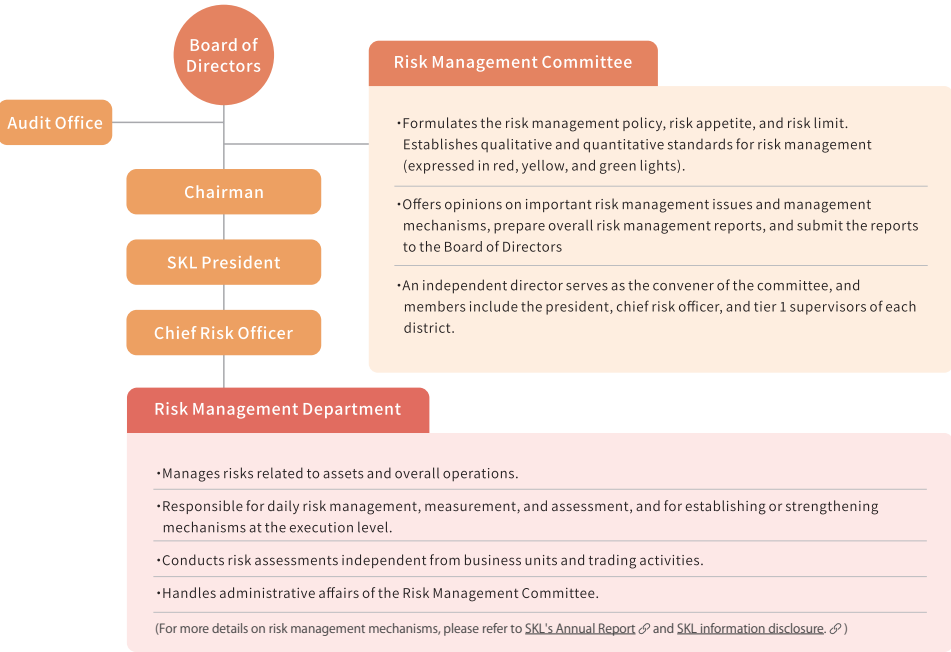 Board of
Directors
Risk Management Committee
Audit Office
・Formulates the risk management policy, risk appetite, and risk limit.
Establishes qualitative and quantitative standards for risk management
(expressed in red, yellow, and green lights).
Chairman
・Offers opinions on important risk management issues and management
mechanisms, prepare overall risk management reports, and submit the reports
to the Board of Directors
SKL President
・An independent director serves as the convener of the committee, and
members include the president, chief risk officer, and tier 1 supervisors of each
district.
Chief Risk Officer
Risk Management Department
・Manages risks related to assets and overall operations.
・Responsible for daily risk management, measurement, and assessment, and for establishing or strengthening
mechanisms at the execution level.
・Conducts risk assessments independent from business units and trading activities.
・Handles administrative affairs of the Risk Management Committee.
(For more details on risk management mechanisms, please refer to SKL's Annual Report and SKL information disclosure. )